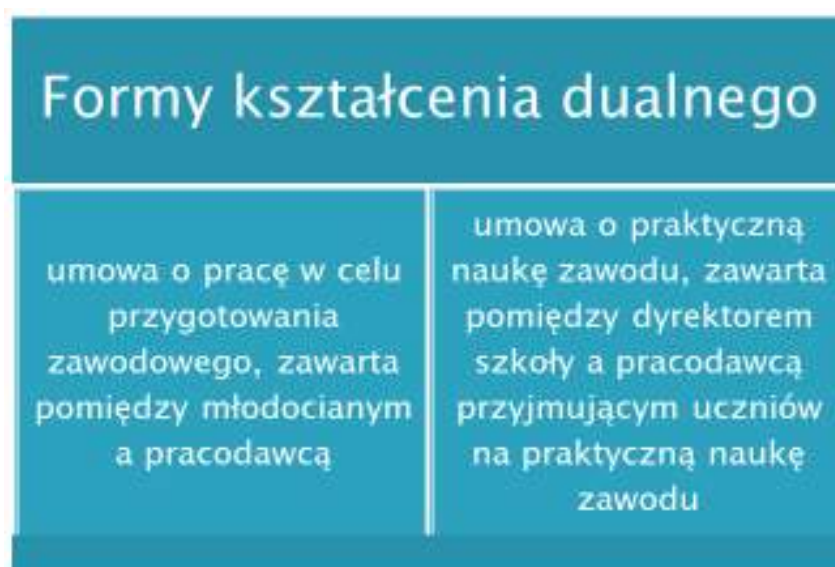 Formy kształcenia dualnego
umowa o pracę w celu
przygotowania
zawodowego, zawarta
pomiędzy młodocianym
a pracodawcą
umowa o praktyczną
naukę zawodu, zawarta
pomiędzy dyrektorem
szkoły a pracodawcą
przyjmującym uczniów
na praktyczną naukę
zawodu